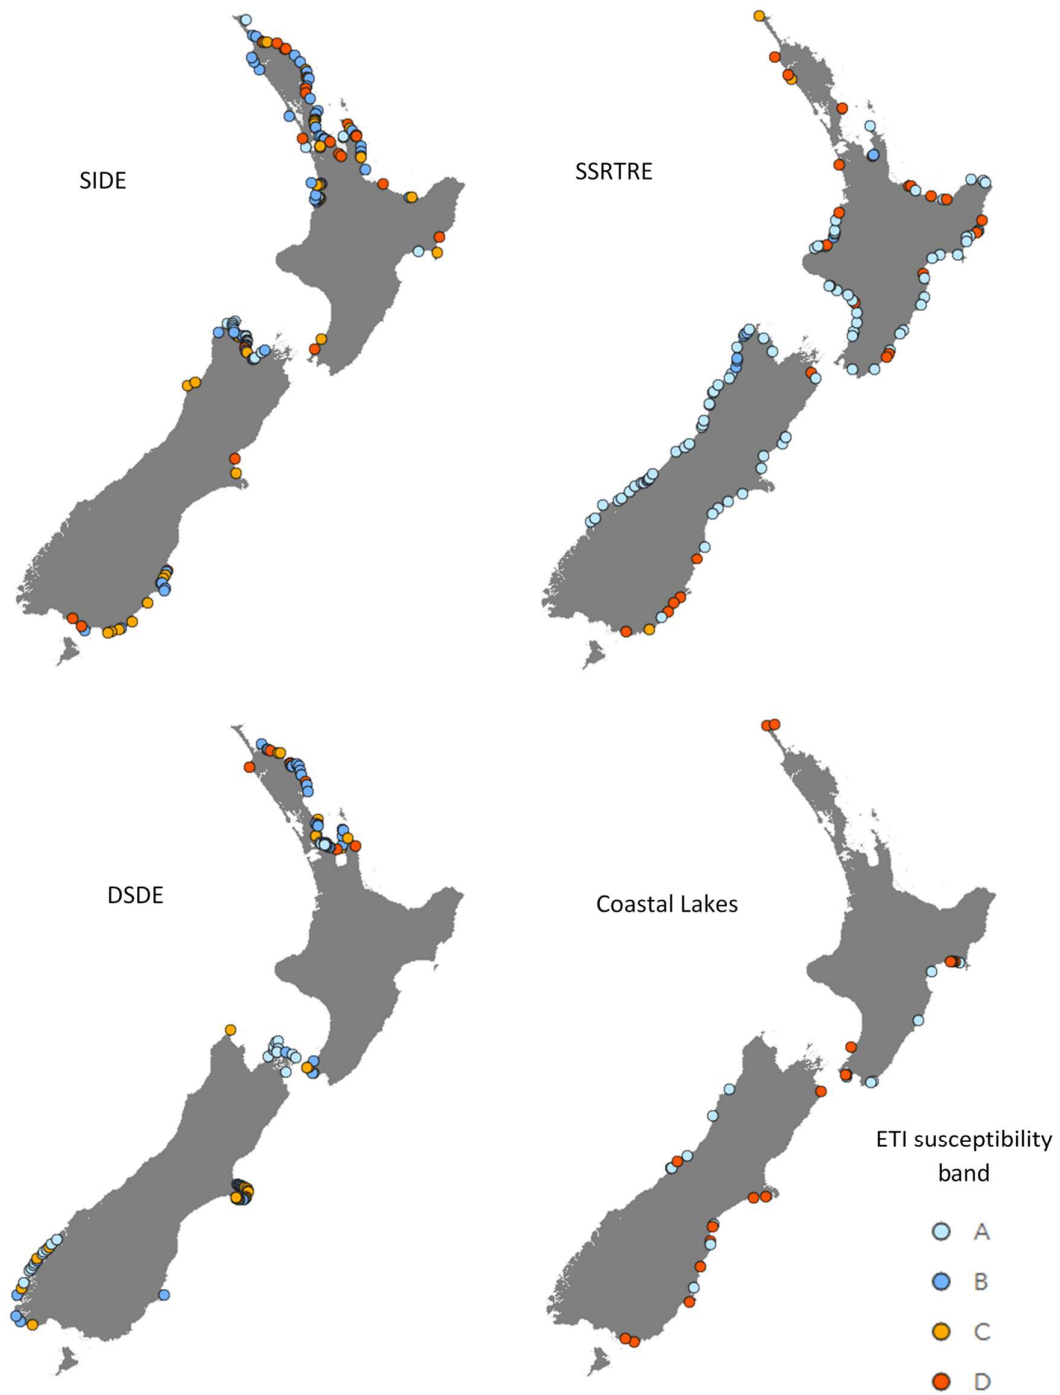 SIDE
SSRTRE
DSDE
Coastal Lakes
ETI susceptibility
band
A
B
C
D